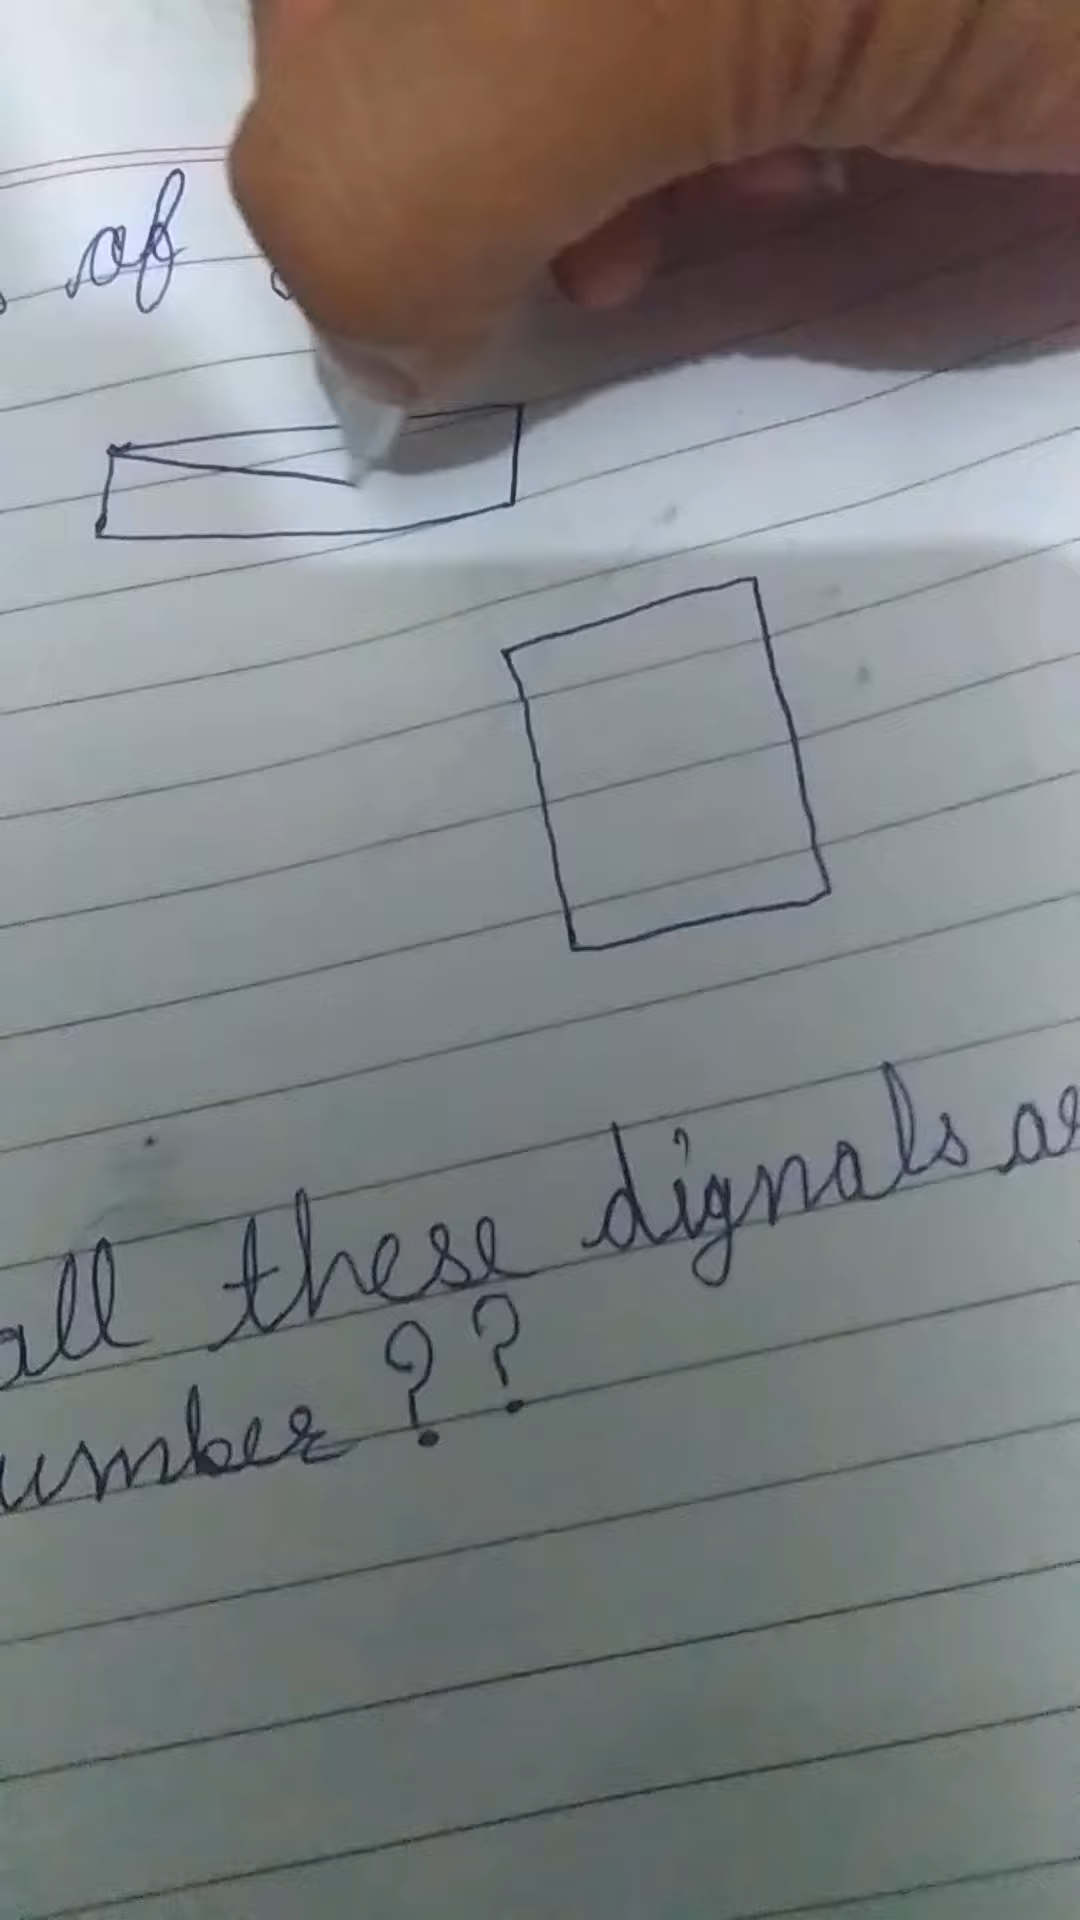 of
all these dignals
umber ??